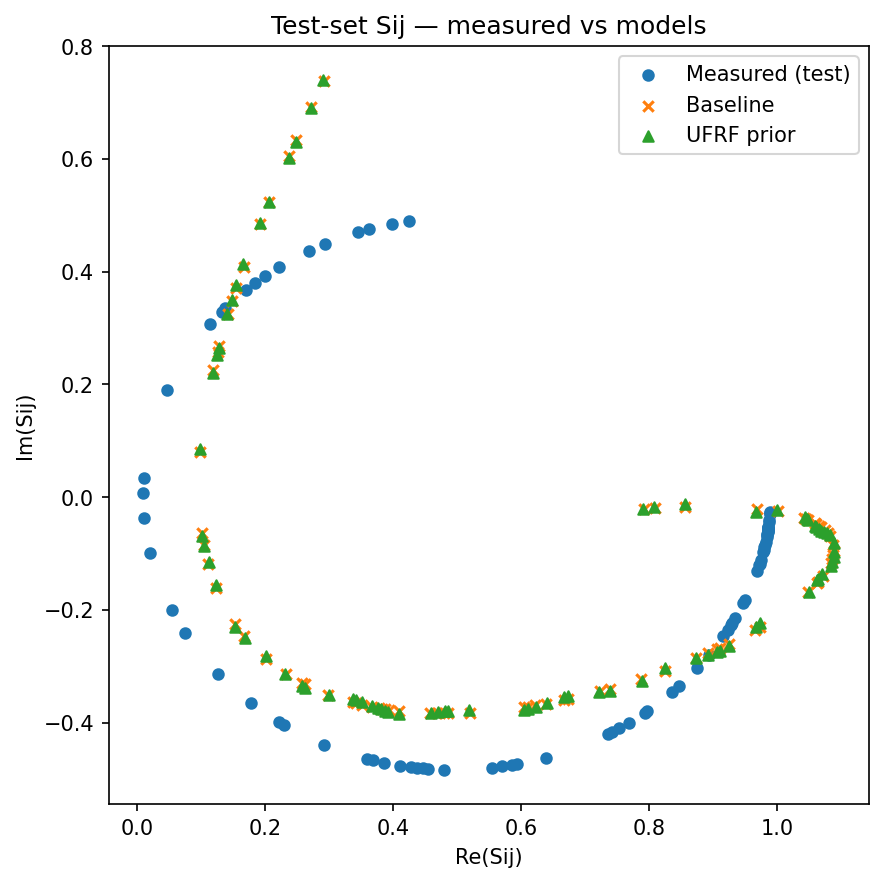 Test-set Sij — measured vs models
Measured (test)
Baseline
UFRF prior
0.8
0.6
0.4
0.2
0.0
−0.2
−0.4
Im(Sij)
0.0
0.2
0.4
0.6
0.8
1.0
Re(Sij)